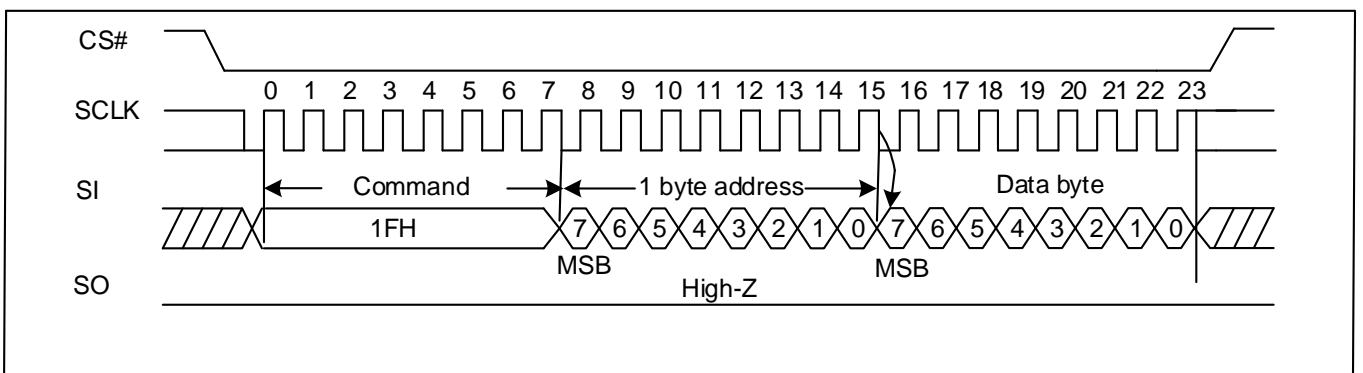 CS#
0 1 2 3 4 5 6 7 8 9 10 11 12 13 14 15 16 17 18 19 20 21 22 23
SCLK
SI Command 1 byte address Data byte
1FH 7 6 5 4 3 2 1 0 7 6 5 4 3 2 1 0
MSB MSB
SO High-Z